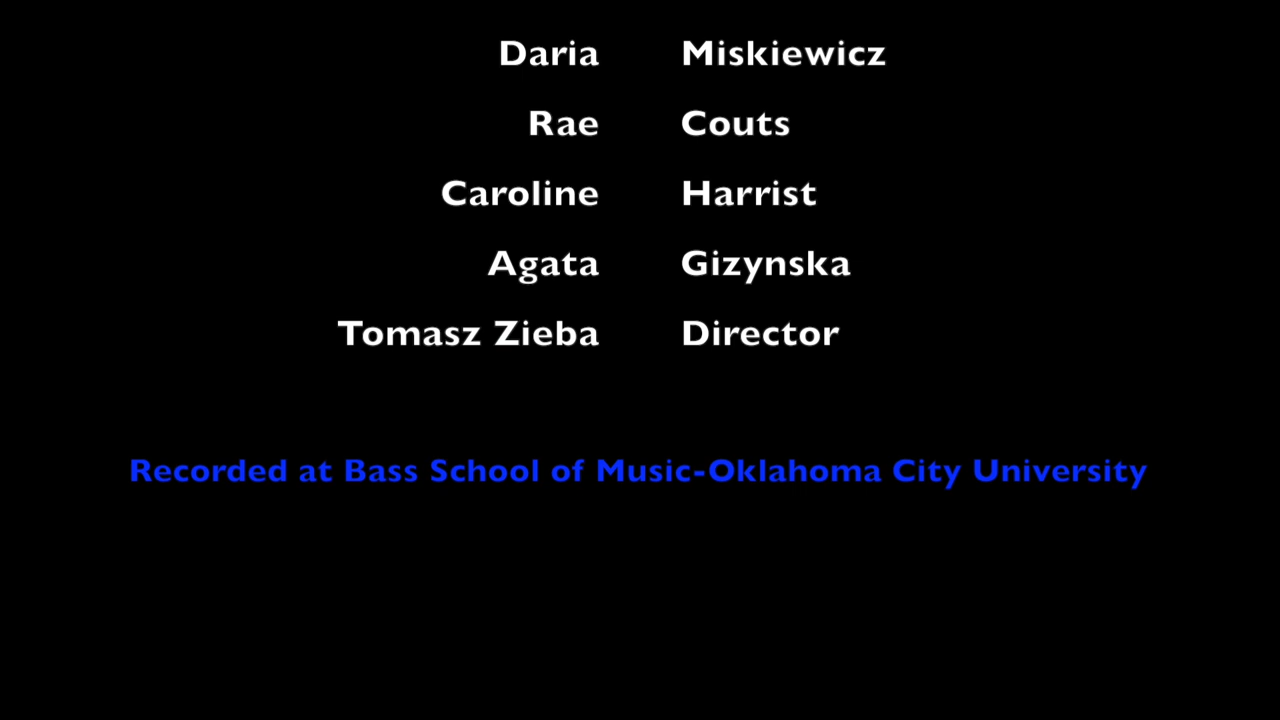 Daria Miskiewicz
Rae Couts
Caroline Harrist
Agata Gizynska
Tomasz Zieba Director
Recorded at Bass School of Music-Oklahoma City University